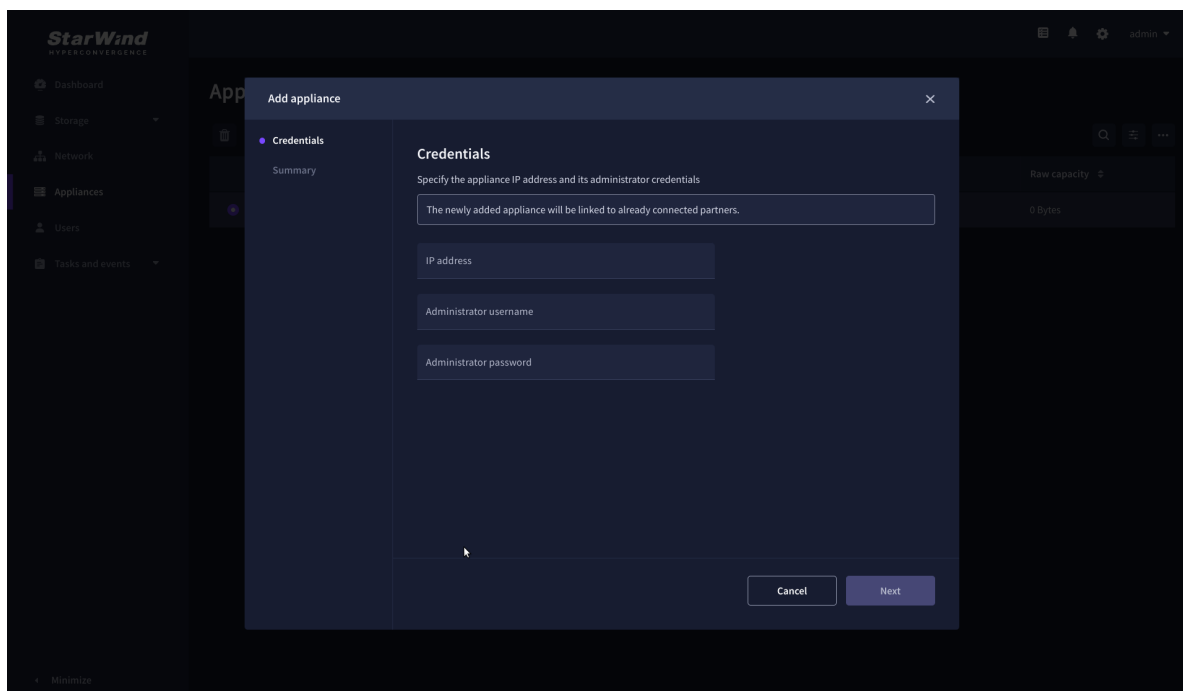 StarWind
HYPERCONVERGENCE
admin
Dashboard
Storage
Network
Appliances
Users
Tasks and events
Minimize
App
Raw capacity
0 Bytes
Add appliance
Credentials
Summary
Credentials
Specify the appliance IP address and its administrator credentials
The newly added appliance will be linked to already connected partners.
IP address
Administrator username
Administrator password
Cancel
Next